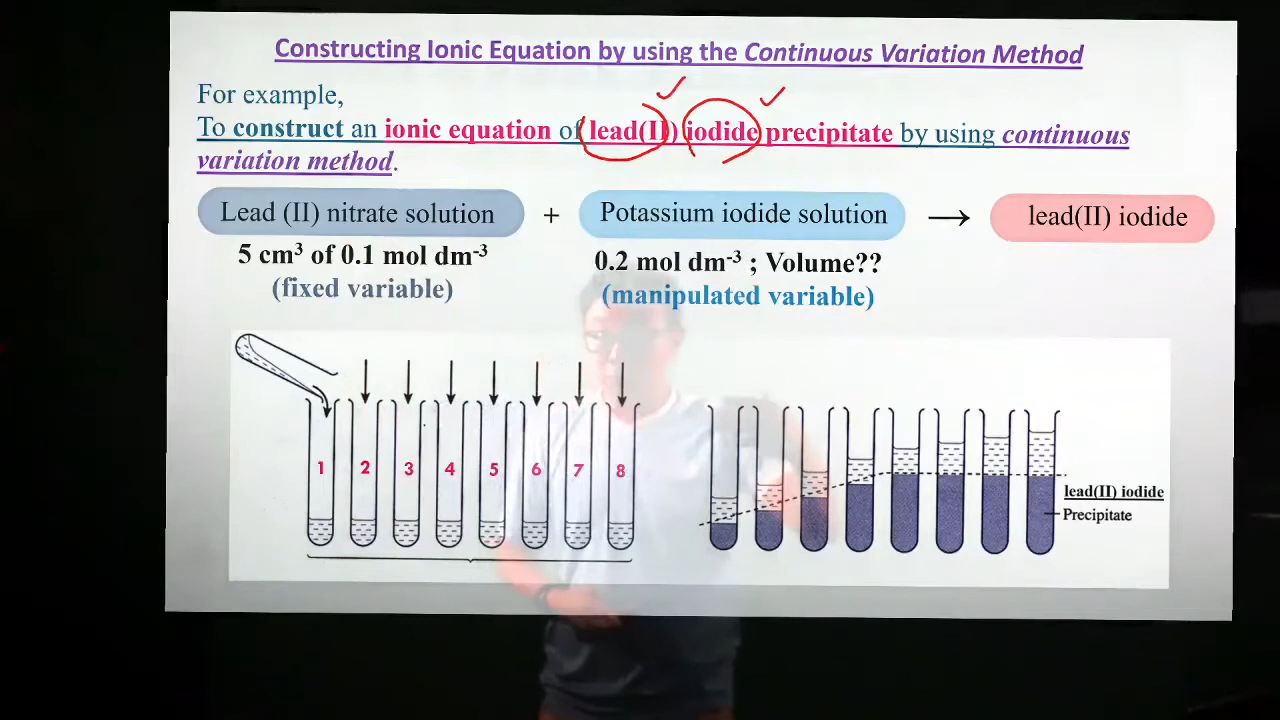 Constructing Ionic Equation by using the Continuous Variation Method
For example,
To construct an ionic equation of lead(II) iodide precipitate by using continuous
variation method.
Lead (II) nitrate solution + Potassium iodide solution → lead(II) iodide
5 cm³ of 0.1 mol dm⁻³
0.2 mol dm⁻³ ; Volume??
(fixed variable)
(manipulated variable)
1 2 3 4 5 6 7 8
lead(II) iodide
Precipitate